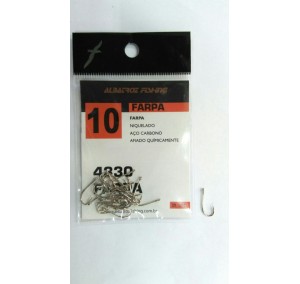 ALBATROZ FISHING
10 FARPA
FARPA
NIQUELADO
AÇO CARBONO
AFIADO QUIMICAMENTE
4330